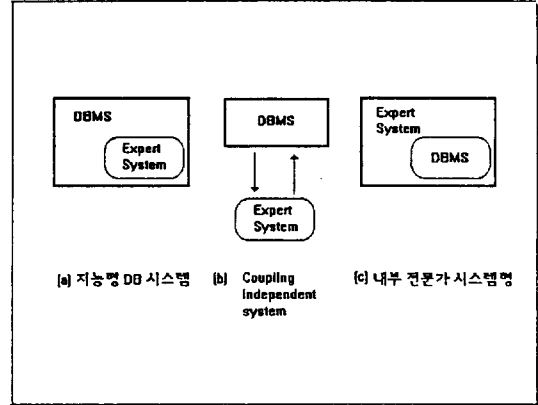 DBMS
Expert
System
DBMS
Expert
System
Expert
System
DBMS
(a) 지능형 DB 시스템
(b) Coupling
Independent
system
(c) 내부 전문가 시스템형